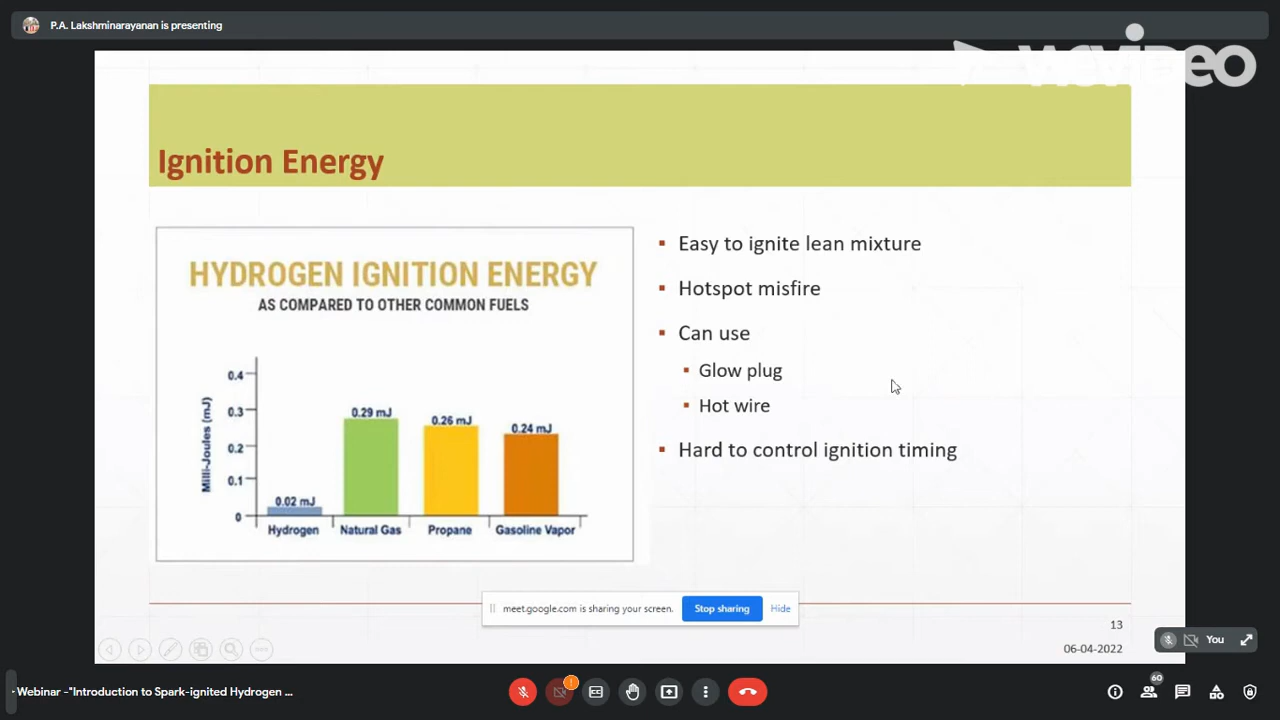 P.A. Lakshminarayanan is presenting
WeVideo
Ignition Energy
HYDROGEN IGNITION ENERGY
AS COMPARED TO OTHER COMMON FUELS
Milli-Joules (mJ)
0.4
0.3
0.2
0.1
0
0.02 mJ
0.29 mJ
0.26 mJ
0.24 mJ
Hydrogen
Natural Gas
Propane
Gasoline Vapor
Easy to ignite lean mixture
Hotspot misfire
Can use
Glow plug
Hot wire
Hard to control ignition timing
meet.google.com is sharing your screen.
Stop sharing
Hide
13
06-04-2022
You
Webinar -"Introduction to Spark-ignited Hydrogen ...
60